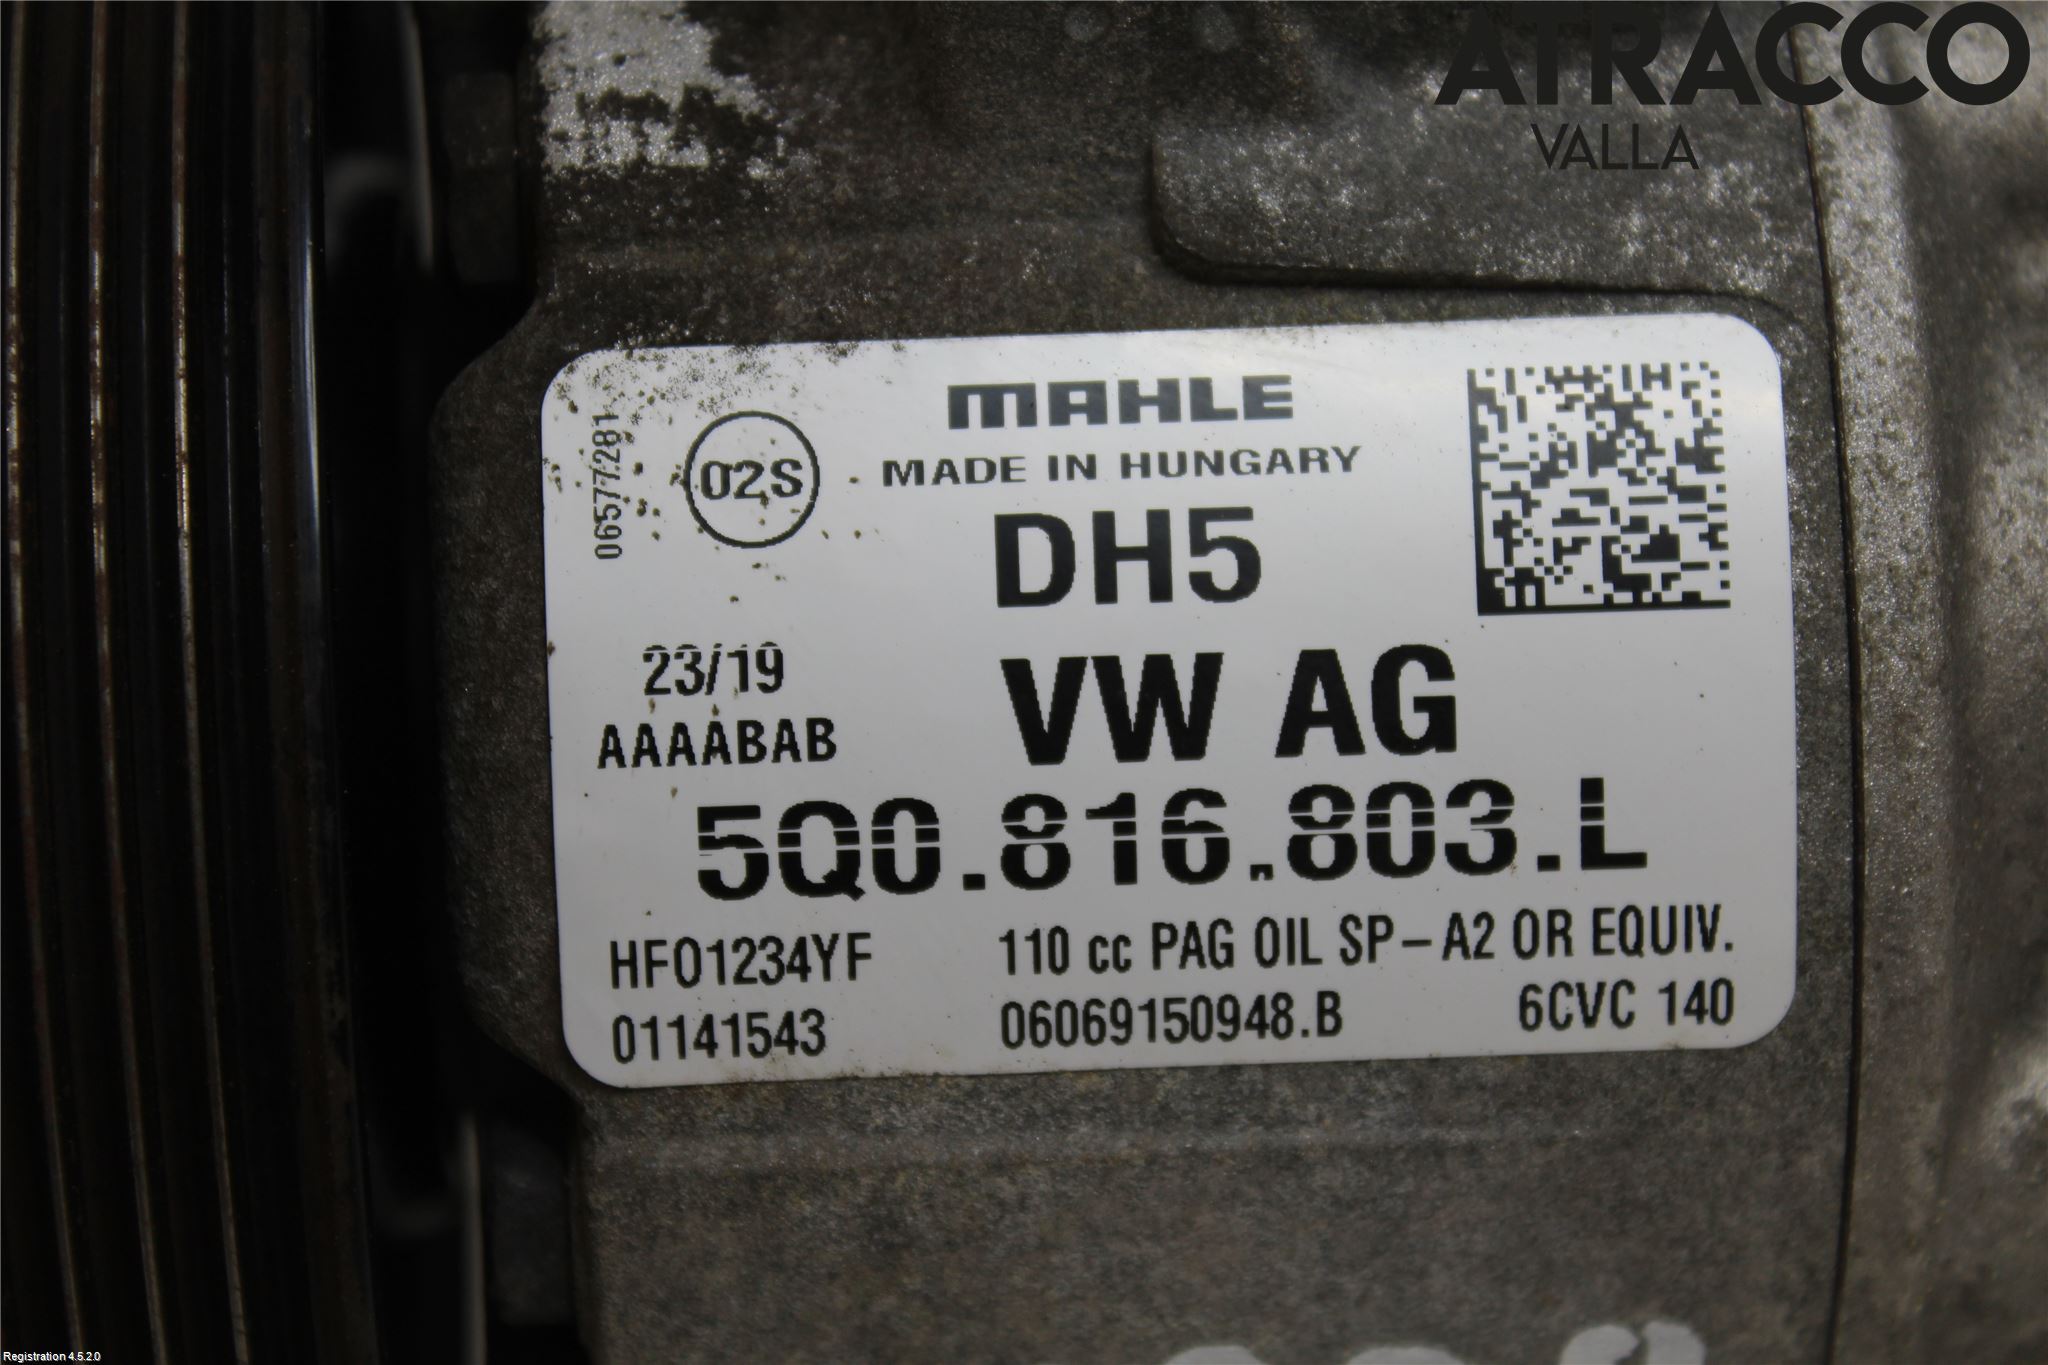 ATRACCO
VALLA
MAHLE
MADE IN HUNGARY
06577281
02S
DH5
23/19
VW AG
AAAABAB
5Q0.816.803.L
HFO1234YF
110 cc PAG OIL SP-A2 OR EQUIV.
01141543
06069150948.B
6CVC 140
Registration 4.5.2.0